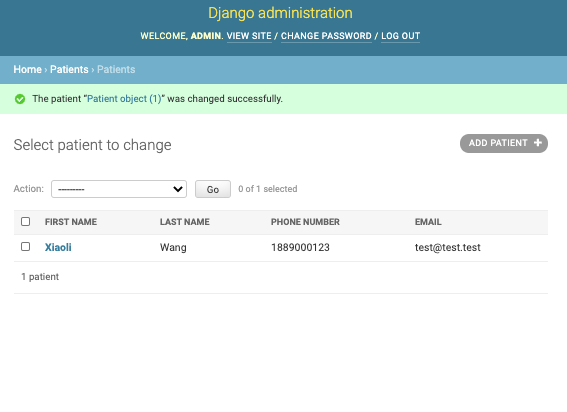 Django administration
WELCOME, ADMIN. VIEW SITE / CHANGE PASSWORD / LOG OUT
Home › Patients › Patients
The patient “Patient object (1)” was changed successfully.
Select patient to change
ADD PATIENT +
Action: --------- Go 0 of 1 selected
FIRST NAME LAST NAME PHONE NUMBER EMAIL
Xiaoli Wang 1889000123 test@test.test
1 patient